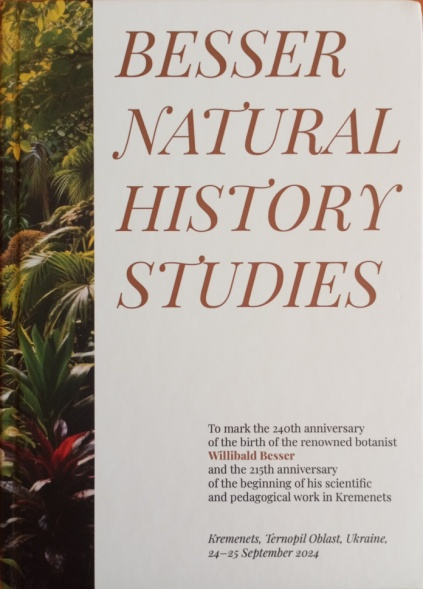 BESSER
NATURAL
HISTORY
STUDIES
To mark the 240th anniversary
of the birth of the renowned botanist
Willibald Besser
and the 215th anniversary
of the beginning of his scientific
and pedagogical work in Kremenets
Kremenets, Ternopil Oblast, Ukraine,
24–25 September 2024